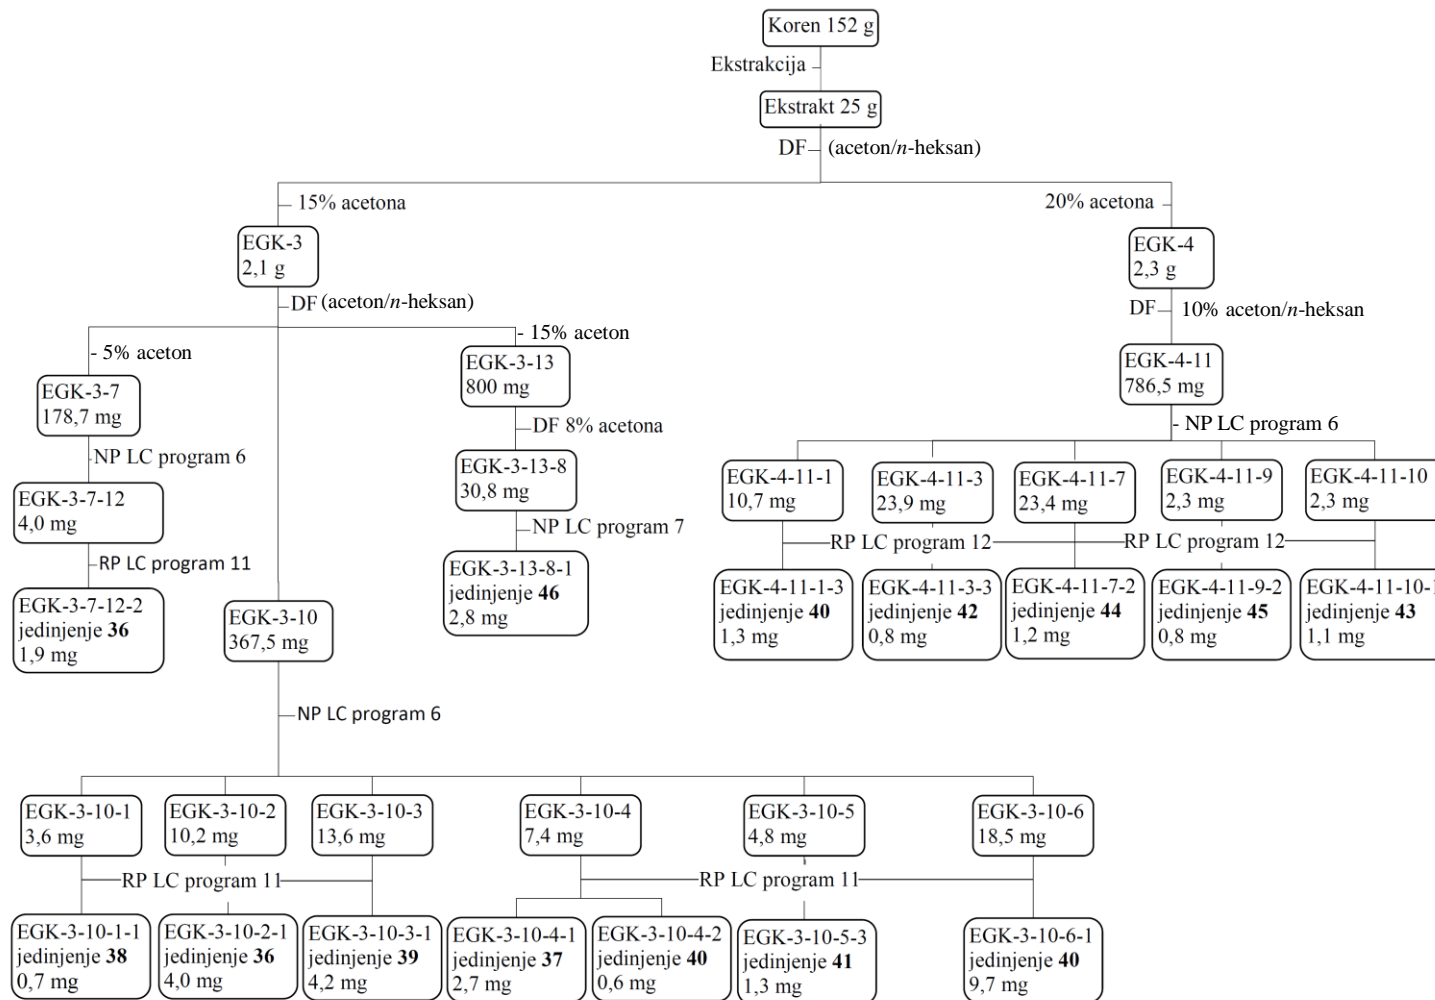 Koren 152 g
Ekstrakcija
Ekstrakt 25 g
DF (aceton/n-heksan)
15% acetona
20% acetona
EGK-3
2,1 g
EGK-4
2,3 g
DF (aceton/n-heksan)
DF 10% aceton/n-heksan
- 5% aceton
- 15% aceton
EGK-3-7
178,7 mg
EGK-3-13
800 mg
EGK-4-11
786,5 mg
NP LC program 6
DF 8% acetona
- NP LC program 6
EGK-3-7-12
4,0 mg
EGK-3-13-8
30,8 mg
EGK-4-11-1
10,7 mg
EGK-4-11-3
23,9 mg
EGK-4-11-7
23,4 mg
EGK-4-11-9
2,3 mg
EGK-4-11-10
2,3 mg
RP LC program 11
NP LC program 7
RP LC program 12
RP LC program 12
EGK-3-7-12-2
jedinjenje 36
1,9 mg
EGK-3-10
367,5 mg
EGK-3-13-8-1
jedinjenje 46
2,8 mg
EGK-4-11-1-3
jedinjenje 40
1,3 mg
EGK-4-11-3-3
jedinjenje 42
0,8 mg
EGK-4-11-7-2
jedinjenje 44
1,2 mg
EGK-4-11-9-2
jedinjenje 45
0,8 mg
EGK-4-11-10-1
jedinjenje 43
1,1 mg
NP LC program 6
EGK-3-10-1
3,6 mg
EGK-3-10-2
10,2 mg
EGK-3-10-3
13,6 mg
EGK-3-10-4
7,4 mg
EGK-3-10-5
4,8 mg
EGK-3-10-6
18,5 mg
RP LC program 11
RP LC program 11
EGK-3-10-1-1
jedinjenje 38
0,7 mg
EGK-3-10-2-1
jedinjenje 36
4,0 mg
EGK-3-10-3-1
jedinjenje 39
4,2 mg
EGK-3-10-4-1
jedinjenje 37
2,7 mg
EGK-3-10-4-2
jedinjenje 40
0,6 mg
EGK-3-10-5-3
jedinjenje 41
1,3 mg
EGK-3-10-6-1
jedinjenje 40
9,7 mg